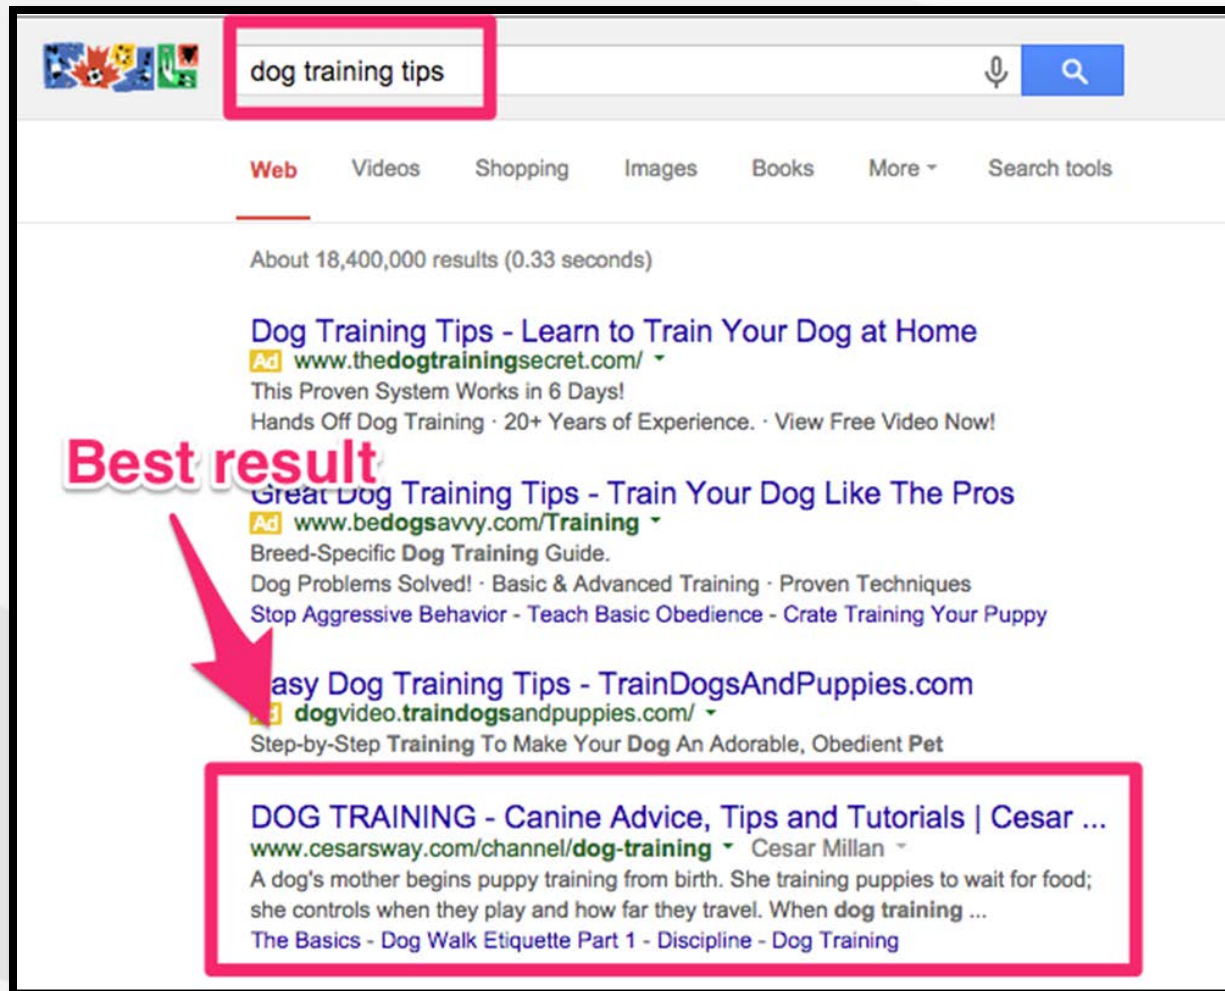 dog training tips
Web Videos Shopping Images Books More Search tools
About 18,400,000 results (0.33 seconds)
Dog Training Tips - Learn to Train Your Dog at Home
Ad www.thedogtrainingsecret.com/
This Proven System Works in 6 Days!
Hands Off Dog Training · 20+ Years of Experience. · View Free Video Now!
Best result
Great Dog Training Tips - Train Your Dog Like The Pros
Ad www.bedogsavvy.com/Training
Breed-Specific Dog Training Guide.
Dog Problems Solved! · Basic & Advanced Training · Proven Techniques
Stop Aggressive Behavior - Teach Basic Obedience - Crate Training Your Puppy
asy Dog Training Tips - TrainDogsAndPuppies.com
dogvideo.traindogsandpuppies.com/
Step-by-Step Training To Make Your Dog An Adorable, Obedient Pet
DOG TRAINING - Canine Advice, Tips and Tutorials | Cesar ...
www.cesarsway.com/channel/dog-training Cesar Millan
A dog's mother begins puppy training from birth. She training puppies to wait for food;
she controls when they play and how far they travel. When dog training ...
The Basics - Dog Walk Etiquette Part 1 - Discipline - Dog Training